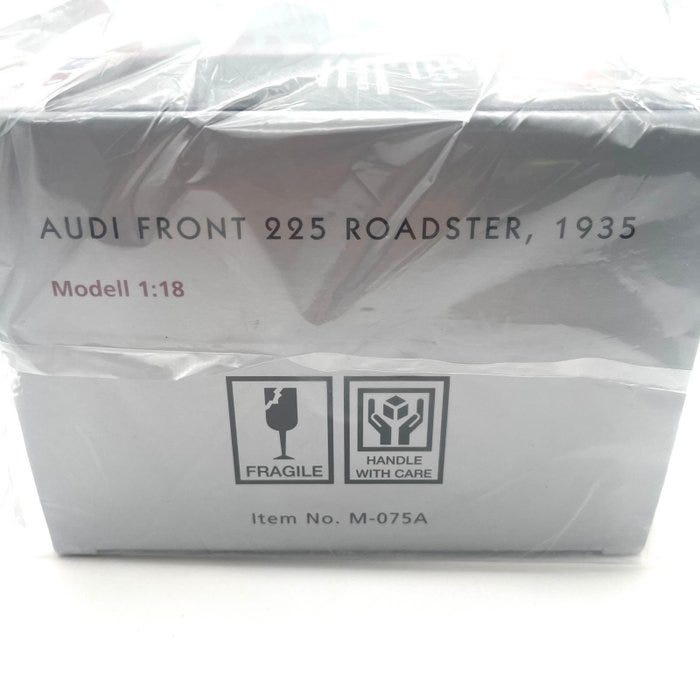 AUDI FRONT 225 ROADSTER, 1935
Modell 1:18
FRAGILE
HANDLE
WITH CARE
Item No. M-075A